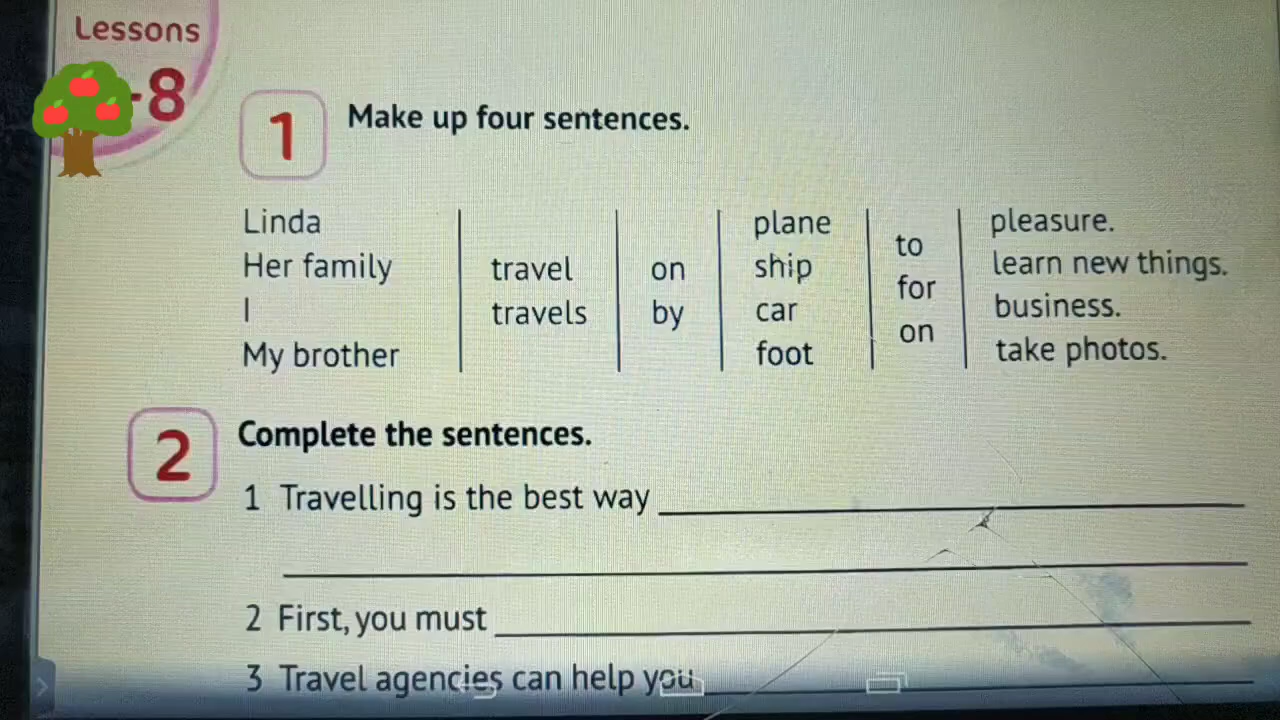 Lessons
-8
1 Make up four sentences.
Linda plane pleasure.
Her family travel on ship to learn new things.
I travels by car for business.
My brother foot on take photos.
2 Complete the sentences.
1 Travelling is the best way
2 First, you must
3 Travel agencies can help you